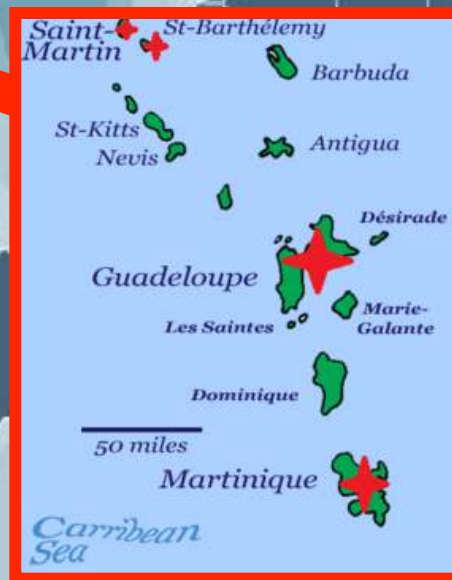 Saint-
Martin
St-Barthélemy
Barbuda
St-Kitts
Nevis
Antigua
Désirade
Guadeloupe
Marie-
Galante
Les Saintes
Dominique
50 miles
Martinique
Carribean
Sea